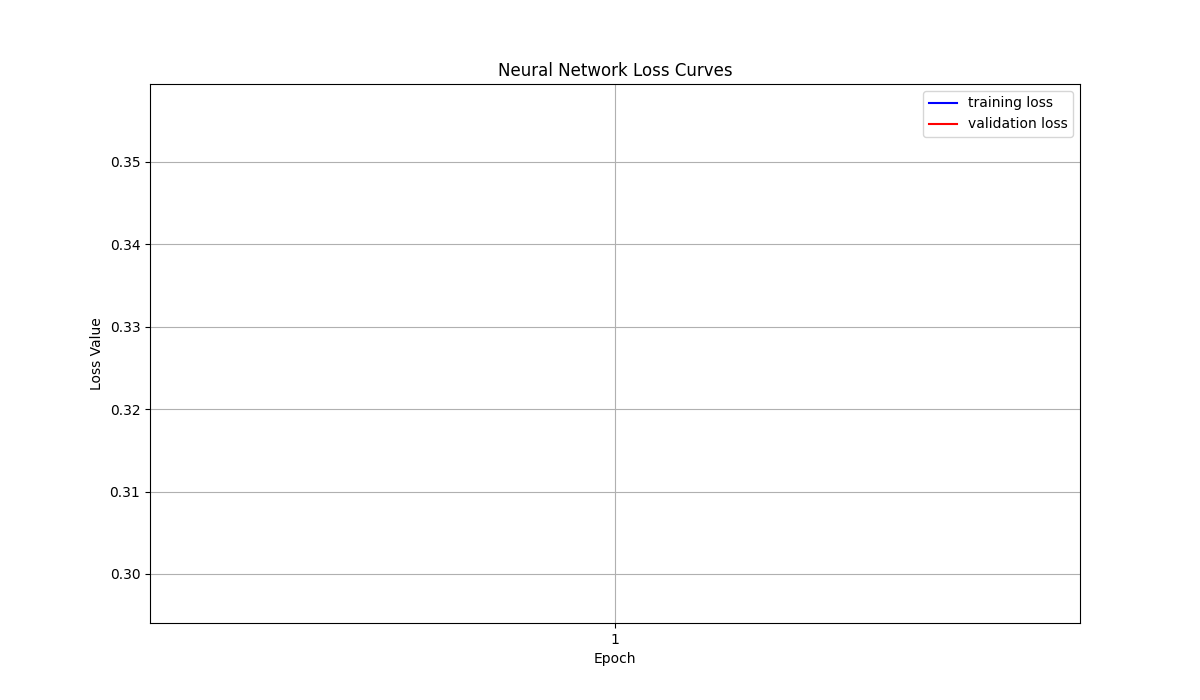 Neural Network Loss Curves
training loss
validation loss
0.35
0.34
0.33
0.32
0.31
0.30
Loss Value
1
Epoch